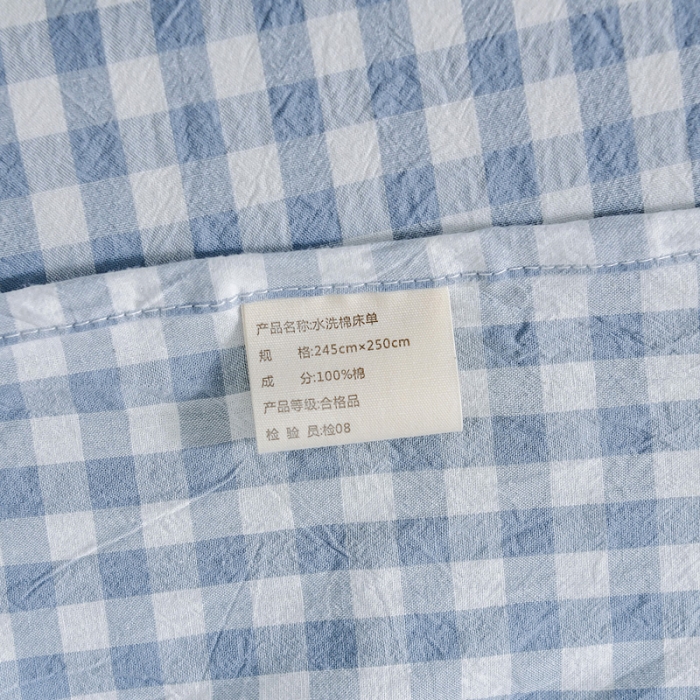 产品名称:水洗棉床单
规 格:245cm×250cm
成 分:100%棉
产品等级:合格品
检 验 员:检08